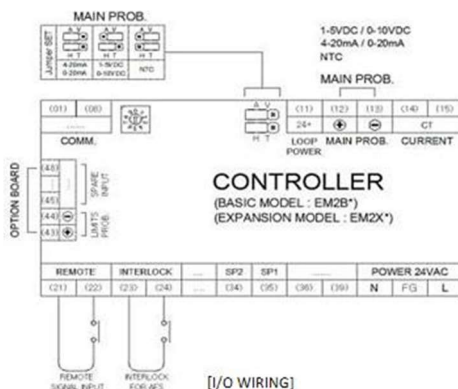 MAIN PROB.
Jumper SET
A V A V A V
H T H T H T
4-20mA 1-5VDC NTC
0-20mA 0-10VDC
1-5VDC / 0-10VDC
4-20mA / 0-20mA
NTC
MAIN PROB.
(01) (08)
COMM.
A V
H T
(11) (12) (13) (14) (15)
24+ ⊕ ⊖ CT
LOOP POWER MAIN PROB. CURRENT
OPTION BOARD
(48)
(45)
(44) ⊖
(43) ⊕
SPARE INPUT
LIMITS PROB.
CONTROLLER
(BASIC MODEL : EM2B*)
(EXPANSION MODEL : EM2X*)
REMOTE INTERLOCK ..... SP2 SP1 ........ POWER 24VAC
(21) (22) (23) (24) (34) (35) (38) (39) N FG L
REMOTE SIGNAL INPUT
INTERLOCK FOR AFS
[I/O WIRING]